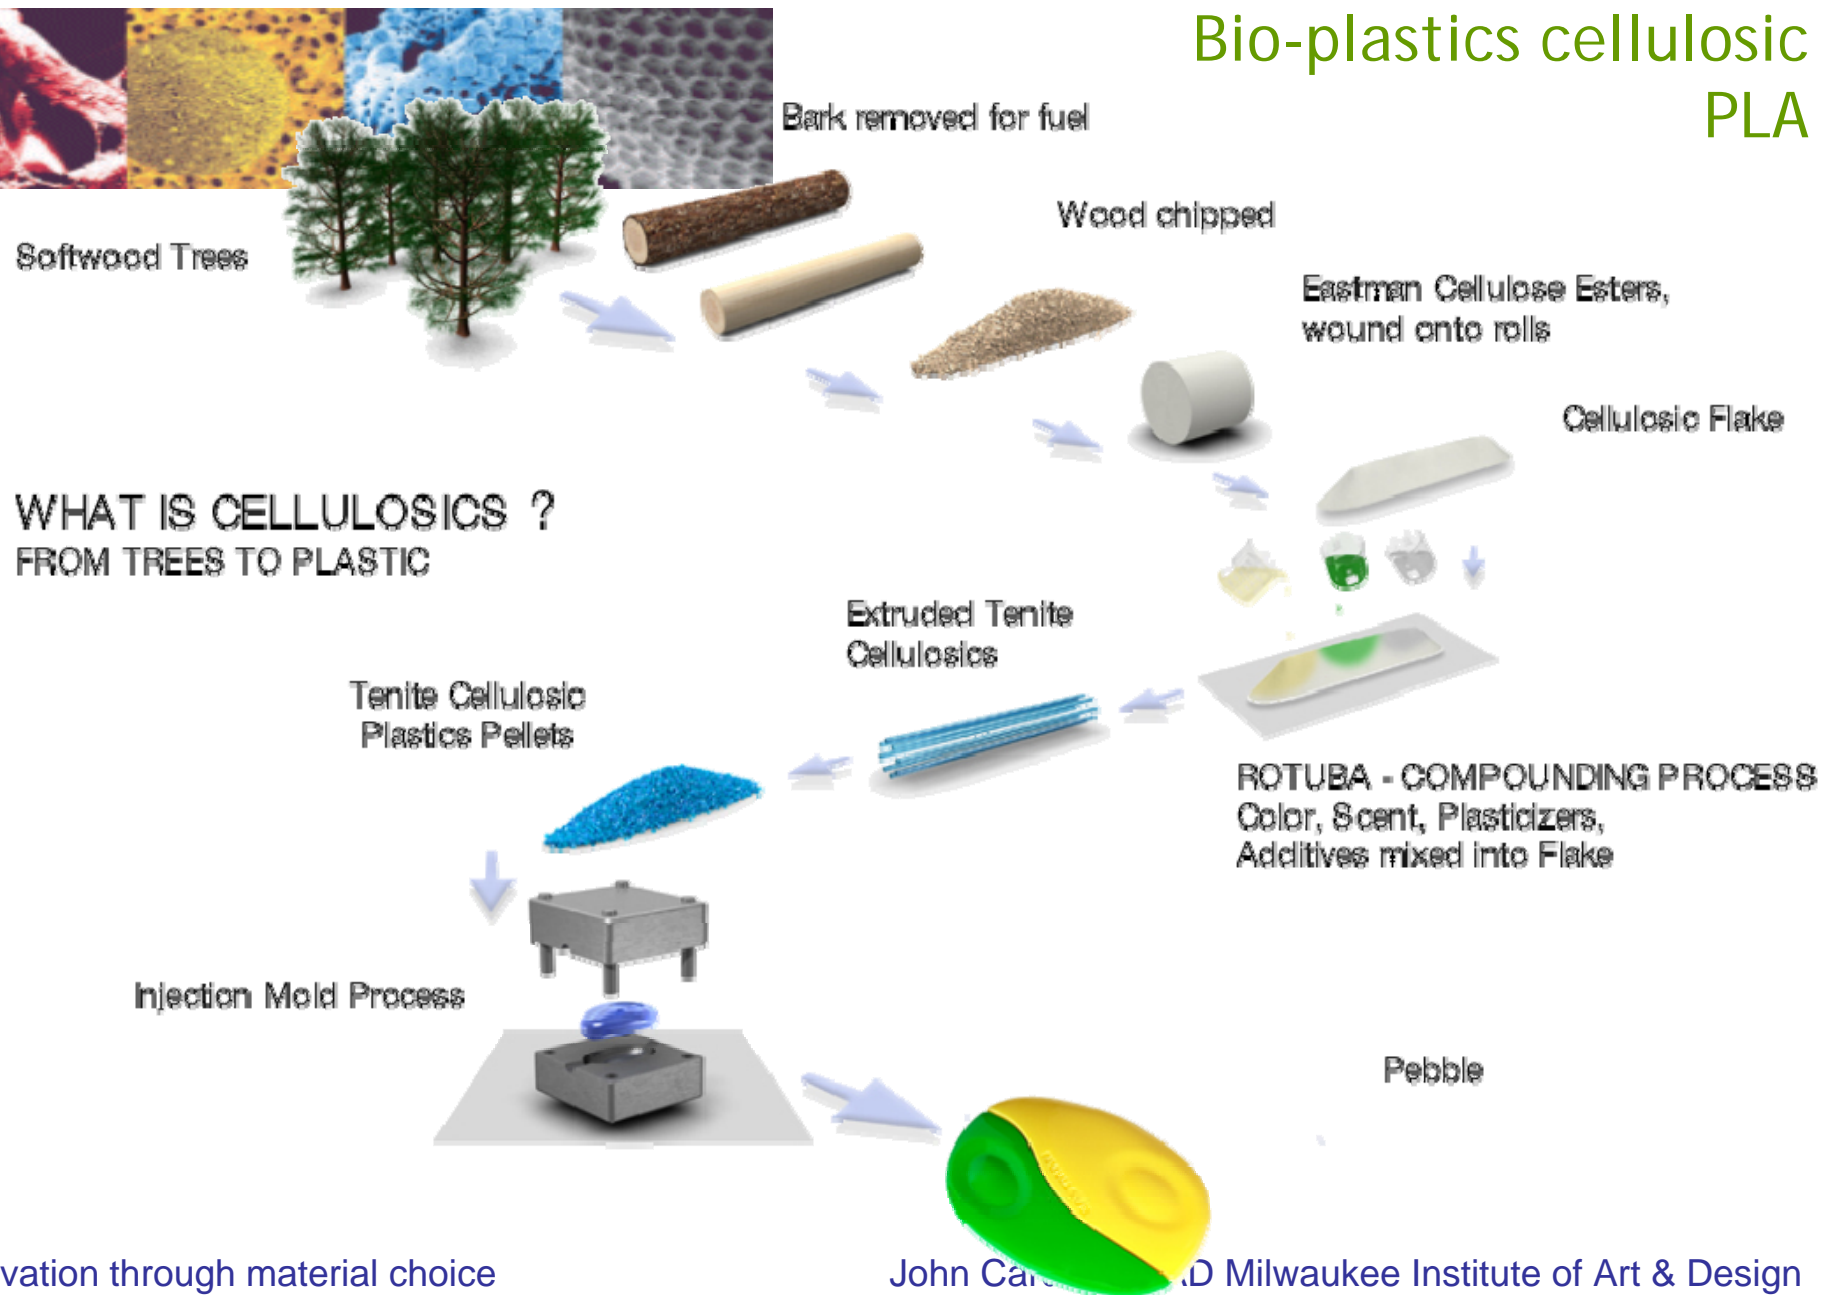 Bio-plastics cellulosic
PLA
Bark removed for fuel
Wood chipped
Softwood Trees
Eastman Cellulose Esters,
wound onto rolls
Cellulosic Flake
WHAT IS CELLULOSICS ?
FROM TREES TO PLASTIC
Extruded Tenite
Cellulosics
Tenite Cellulosic
Plastics Pellets
ROTUBA - COMPOUNDING PROCESS
Color, Scent, Plasticizers,
Additives mixed into Flake
Injection Mold Process
Pebble
EASTMAN
vation through material choice
John Car D Milwaukee Institute of Art & Design